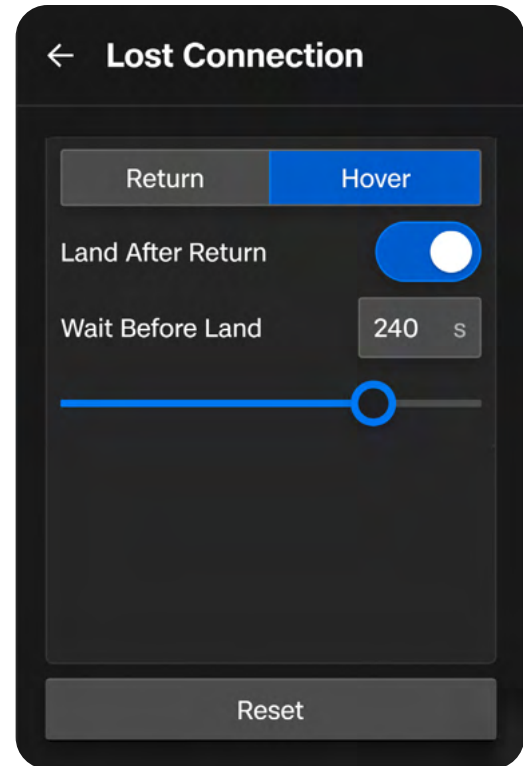 Lost Connection
Return Hover
Land After Return
Wait Before Land 240 s
Reset